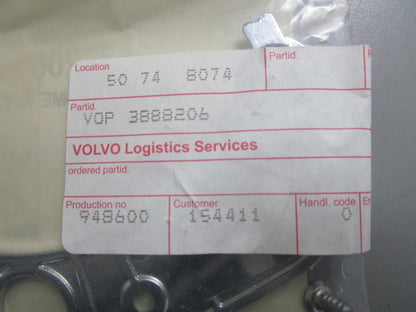 Location
50 74 8074
Partid.
Partid.
VOP 3888206
VOLVO Logistics Services
ordered partid.
Production no
948600
Customer
154411
Handl. code
0